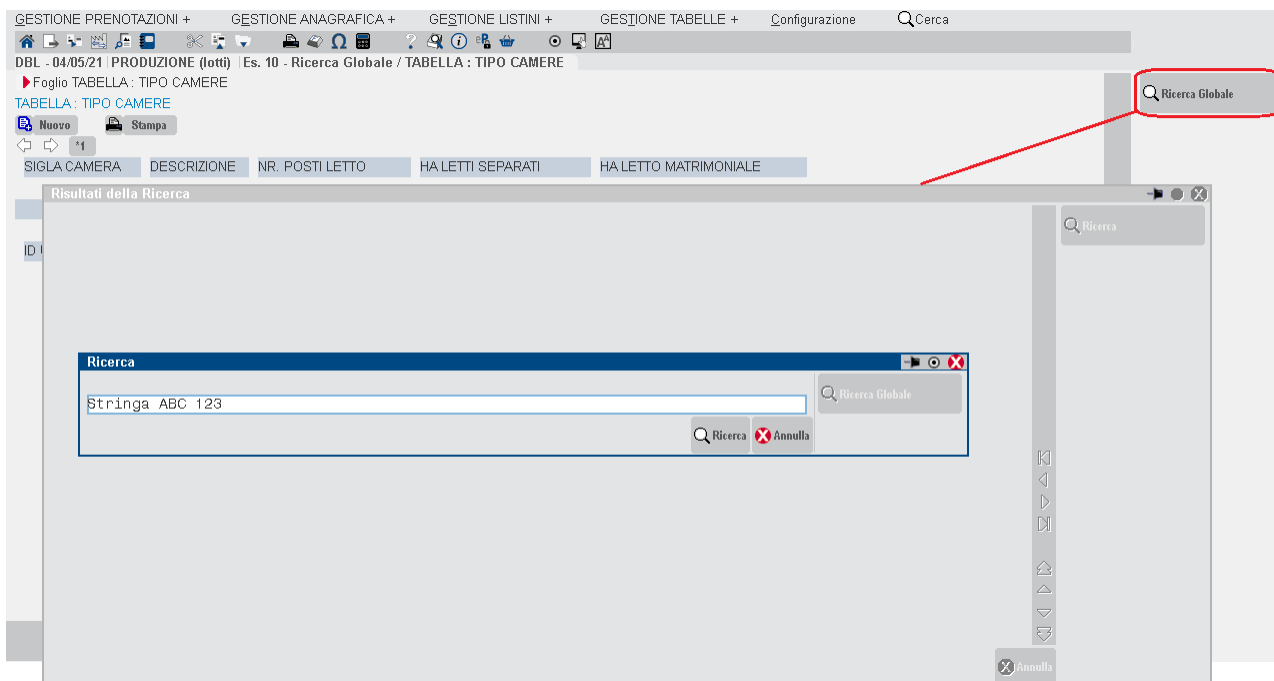 GESTIONE PRENOTAZIONI + GESTIONE ANAGRAFICA + GESTIONE LISTINI + GESTIONE TABELLE + Configurazione Cerca
DBL - 04/05/21 PRODUZIONE (lotti) Es. 10 - Ricerca Globale / TABELLA : TIPO CAMERE
Foglio TABELLA : TIPO CAMERE
Ricerca Globale
TABELLA : TIPO CAMERE
Nuovo Stampa
*1
SIGLA CAMERA DESCRIZIONE NR. POSTI LETTO HA LETTI SEPARATI HA LETTO MATRIMONIALE
Risultati della Ricerca
Ricerca
ID
Ricerca
Ricerca Globale
Stringa ABC 123
Ricerca Annulla
Annulla